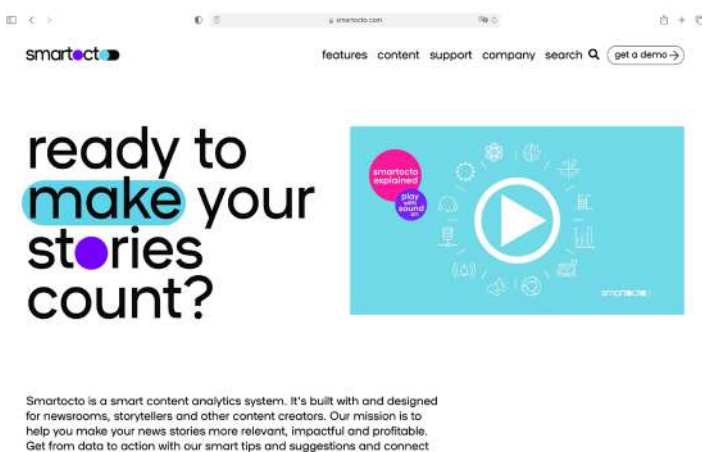 smartocto.com
smartocto
features content support company search get a demo→
ready to
make your
stories
count?
smartocto
explained
play
with
sound
on
smartocto
Smartocto is a smart content analytics system. It's built with and designed
for newsrooms, storytellers and other content creators. Our mission is to
help you make your news stories more relevant, impactful and profitable.
Get from data to action with our smart tips and suggestions and connect